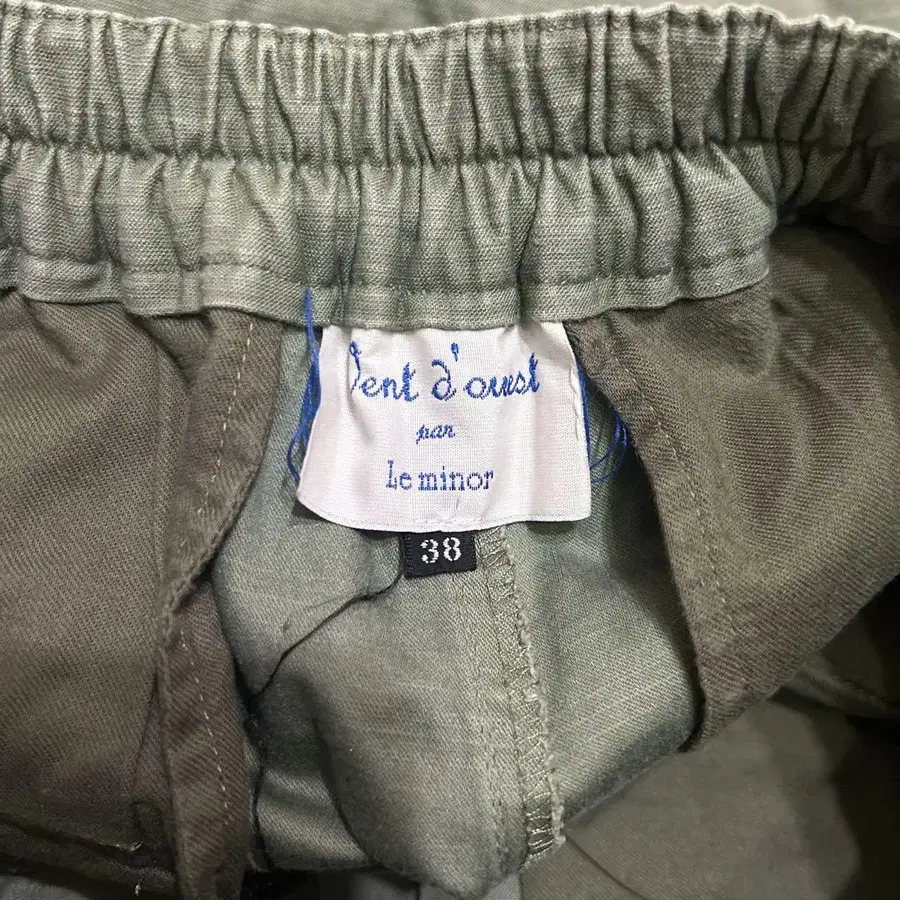 Vent d'ouest
par
Le minor
38